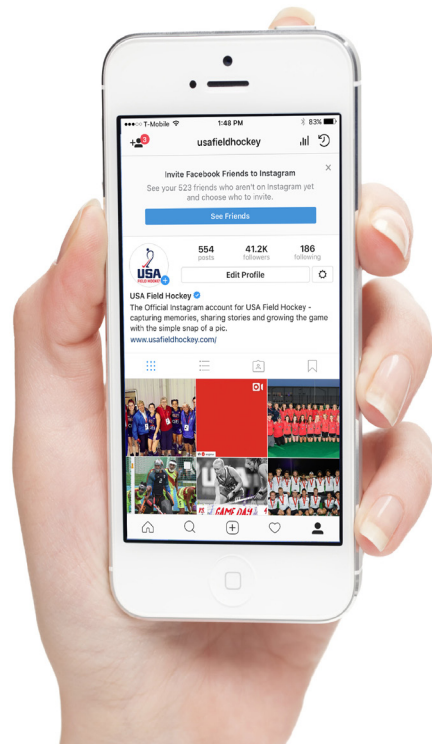 T-Mobile 1:48 PM 83%
3
usafieldhockey
Invite Facebook Friends to Instagram
See your 523 friends who aren't on Instagram yet
and choose who to invite.
See Friends
554 41.2K 186
posts followers following
Edit Profile
USA
FIELD HOCKEY
USA Field Hockey
The Official Instagram account for USA Field Hockey -
capturing memories, sharing stories and growing the game
with the simple snap of a pic.
www.usafieldhockey.com/
U
GAME DAY